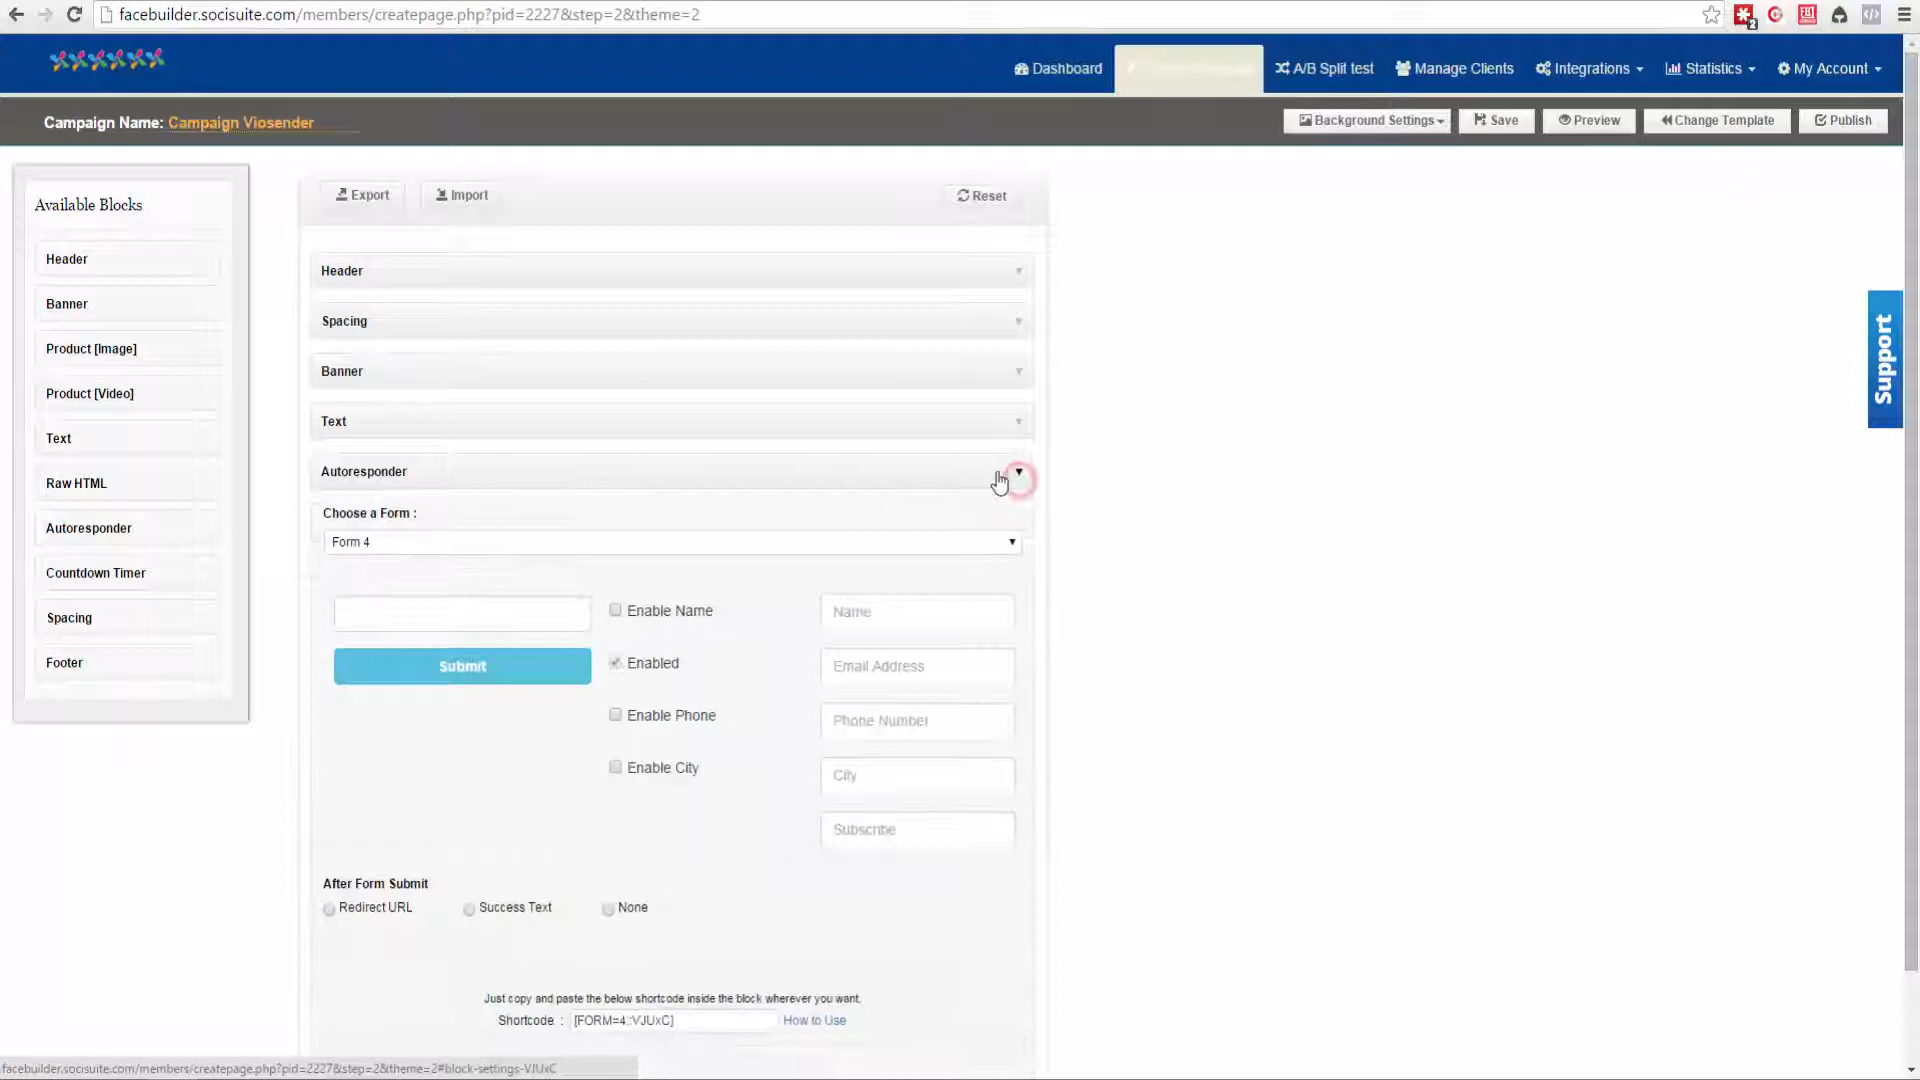 facebuilder.socisuite.com/members/createpage.php?pid=2227&step=2&theme=2
2
Dashboard
A/B Split test
Manage Clients
Integrations
Statistics
My Account
Campaign Name: Campaign Viosender
Background Settings
Save
Preview
Change Template
Publish
Available Blocks
Header
Banner
Product [Image]
Product [Video]
Text
Raw HTML
Autoresponder
Countdown Timer
Spacing
Footer
Export
Import
Reset
Header
Spacing
Banner
Text
Autoresponder
Choose a Form :
Form 4
Enable Name
Name
Submit
Enabled
Email Address
Enable Phone
Phone Number
Enable City
City
Subscribe
After Form Submit
Redirect URL
Success Text
None
Just copy and paste the below shortcode inside the block wherever you want.
Shortcode : [FORM=4::VJUxC] How to Use
Support
facebuilder.socisuite.com/members/createpage.php?pid=2227&step=2&theme=2#block-settings-VJUxC